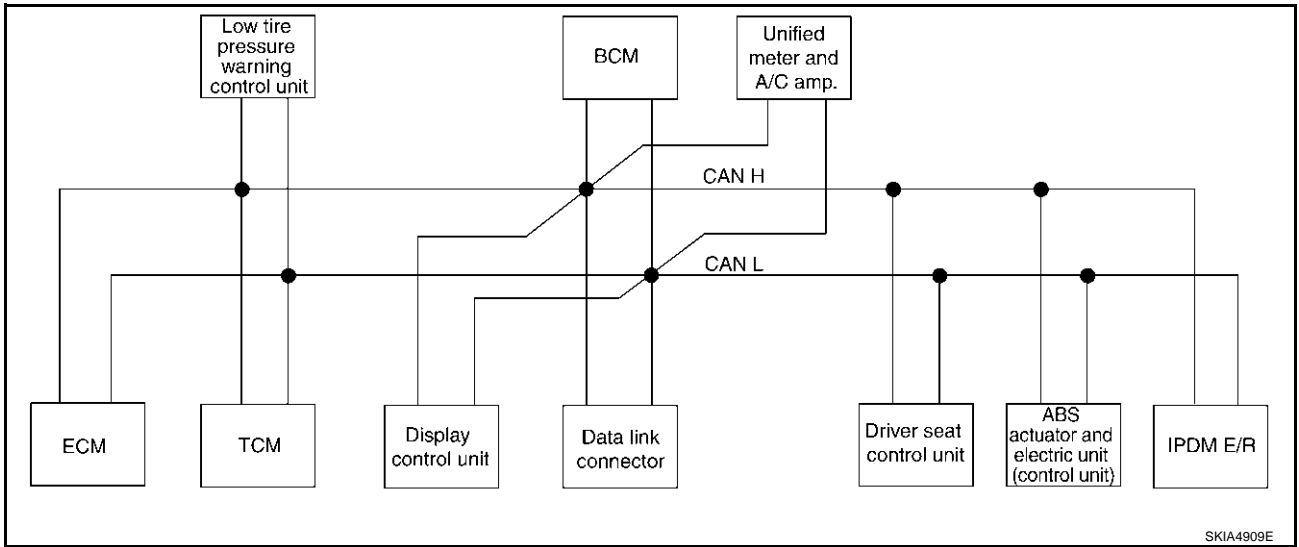 Low tire
pressure
warning
control unit
BCM
Unified
meter and
A/C amp.
CAN H
CAN L
ECM
TCM
Display
control unit
Data link
connector
Driver seat
control unit
ABS
actuator and
electric unit
(control unit)
IPDM E/R
SKIA4909E